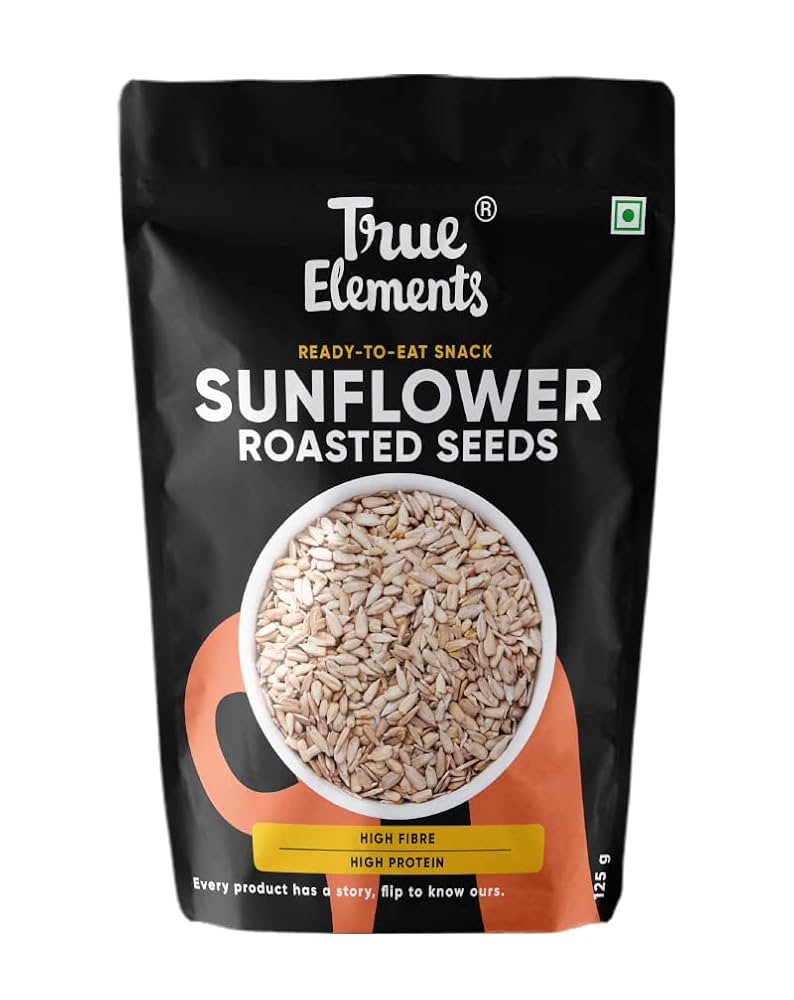 True ®
Elements
READY-TO-EAT SNACK
SUNFLOWER
ROASTED SEEDS
HIGH FIBRE
HIGH PROTEIN
Every product has a story, flip to know ours.
125 g